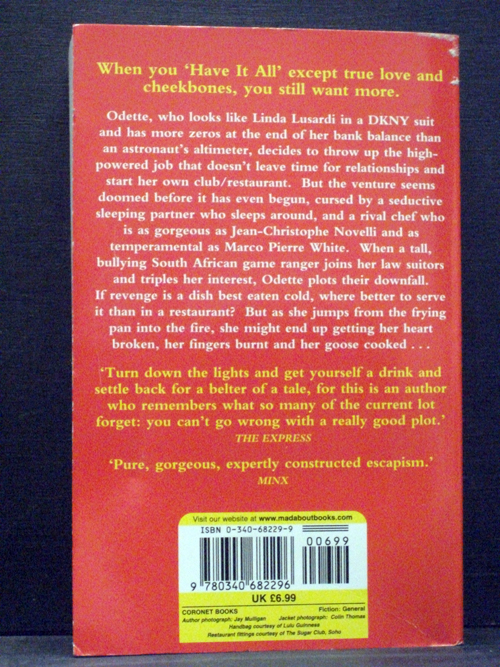 When you 'Have It All' except true love and
cheekbones, you still want more.
Odette, who looks like Linda Lusardi in a DKNY suit
and has more zeros at the end of her bank balance than
an astronaut's altimeter, decides to throw up the high-
powered job that doesn't leave time for relationships and
start her own club/restaurant. But the venture seems
doomed before it has even begun, cursed by a seductive
sleeping partner who sleeps around, and a rival chef who
is as gorgeous as Jean-Christophe Novelli and as
temperamental as Marco Pierre White. When a tall,
bullying South African game ranger joins her law suitors
and triples her interest, Odette plots their downfall.
If revenge is a dish best eaten cold, where better to serve
it than in a restaurant? But as she jumps from the frying
pan into the fire, she might end up getting her heart
broken, her fingers burnt and her goose cooked . . .
'Turn down the lights and get yourself a drink and
settle back for a belter of a tale, for this is an author
who remembers what so many of the current lot
forget: you can't go wrong with a really good plot.'
THE EXPRESS
'Pure, gorgeous, expertly constructed escapism.'
MINX
Visit our website at www.madaboutbooks.com
ISBN 0-340-68229-9
00699
9 780340 682296
UK £6.99
CORONET BOOKS Fiction: General
Author photograph: Jay Mulligan Jacket photograph: Colin Thomas
Handbag courtesy of Lulu Guinness
Restaurant fittings courtesy of The Sugar Club, Soho